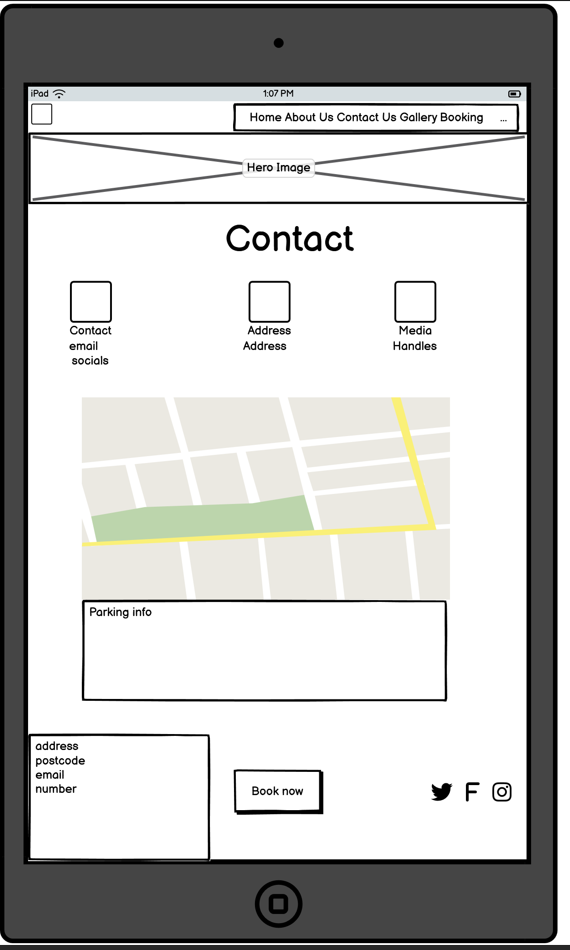 iPad 1:07 PM
Home About Us Contact Us Gallery Booking ...
Hero Image
Contact
Contact
email
socials
Address
Address
Media
Handles
Parking info
address
postcode
email
number
Book now